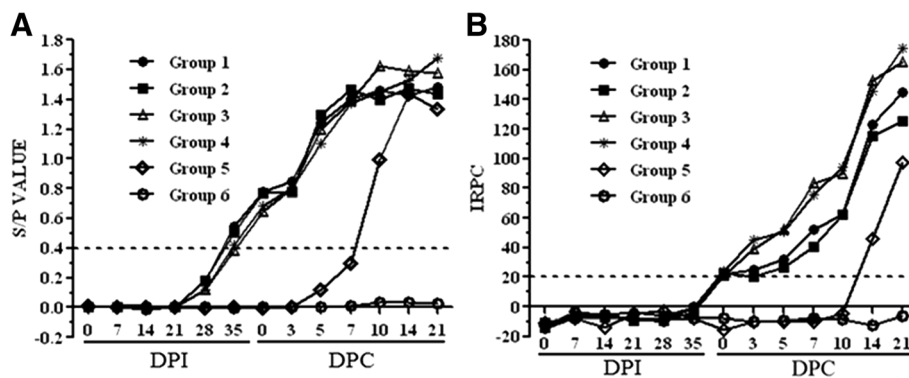 A
S/P VALUE
1.8
1.6
1.4
1.2
1.0
0.8
0.6
0.4
0.2
0.0
-0.2
Group 1
Group 2
Group 3
Group 4
Group 5
Group 6
0 7 14 21 28 35 0 3 5 7 10 14 21
DPI DPC
B
IRPC
180
160
140
120
100
80
60
40
20
0
-20
Group 1
Group 2
Group 3
Group 4
Group 5
Group 6
0 7 14 21 28 35 0 3 5 7 10 14 21
DPI DPC